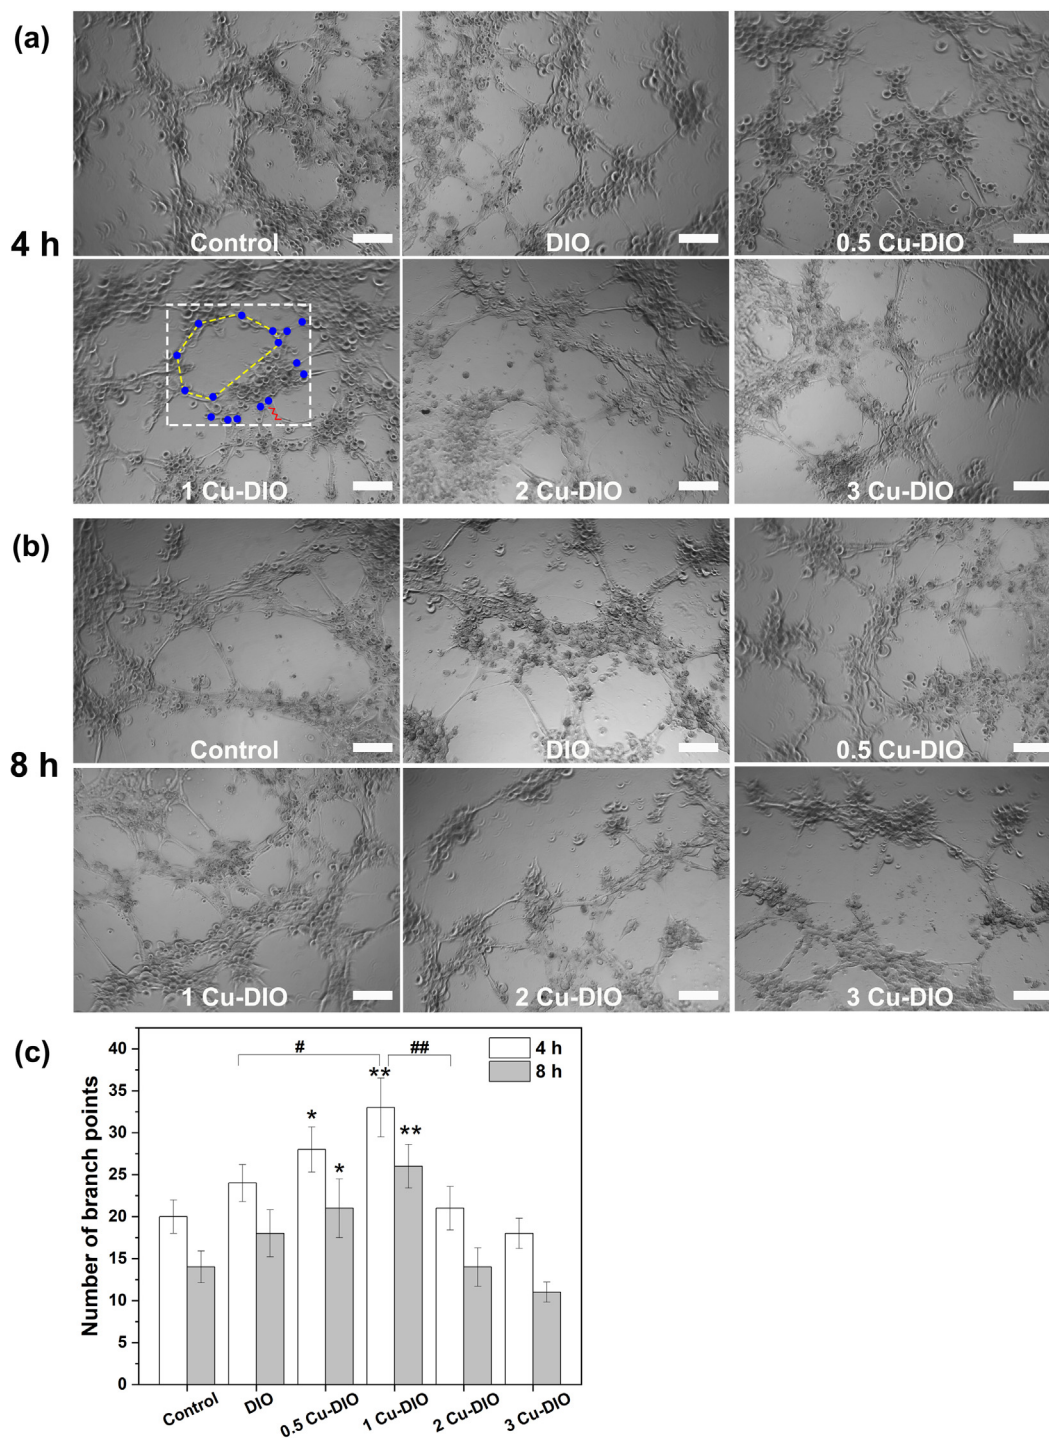 (a)
4 h
Control
DIO
0.5 Cu-DIO
1 Cu-DIO
2 Cu-DIO
3 Cu-DIO
(b)
8 h
Control
DIO
0.5 Cu-DIO
1 Cu-DIO
2 Cu-DIO
3 Cu-DIO
(c)
Number of branch points
40
35
30
25
20
15
10
5
0
#
##
**
*
**
*
4 h
8 h
Control
DIO
0.5 Cu-DIO
1 Cu-DIO
2 Cu-DIO
3 Cu-DIO